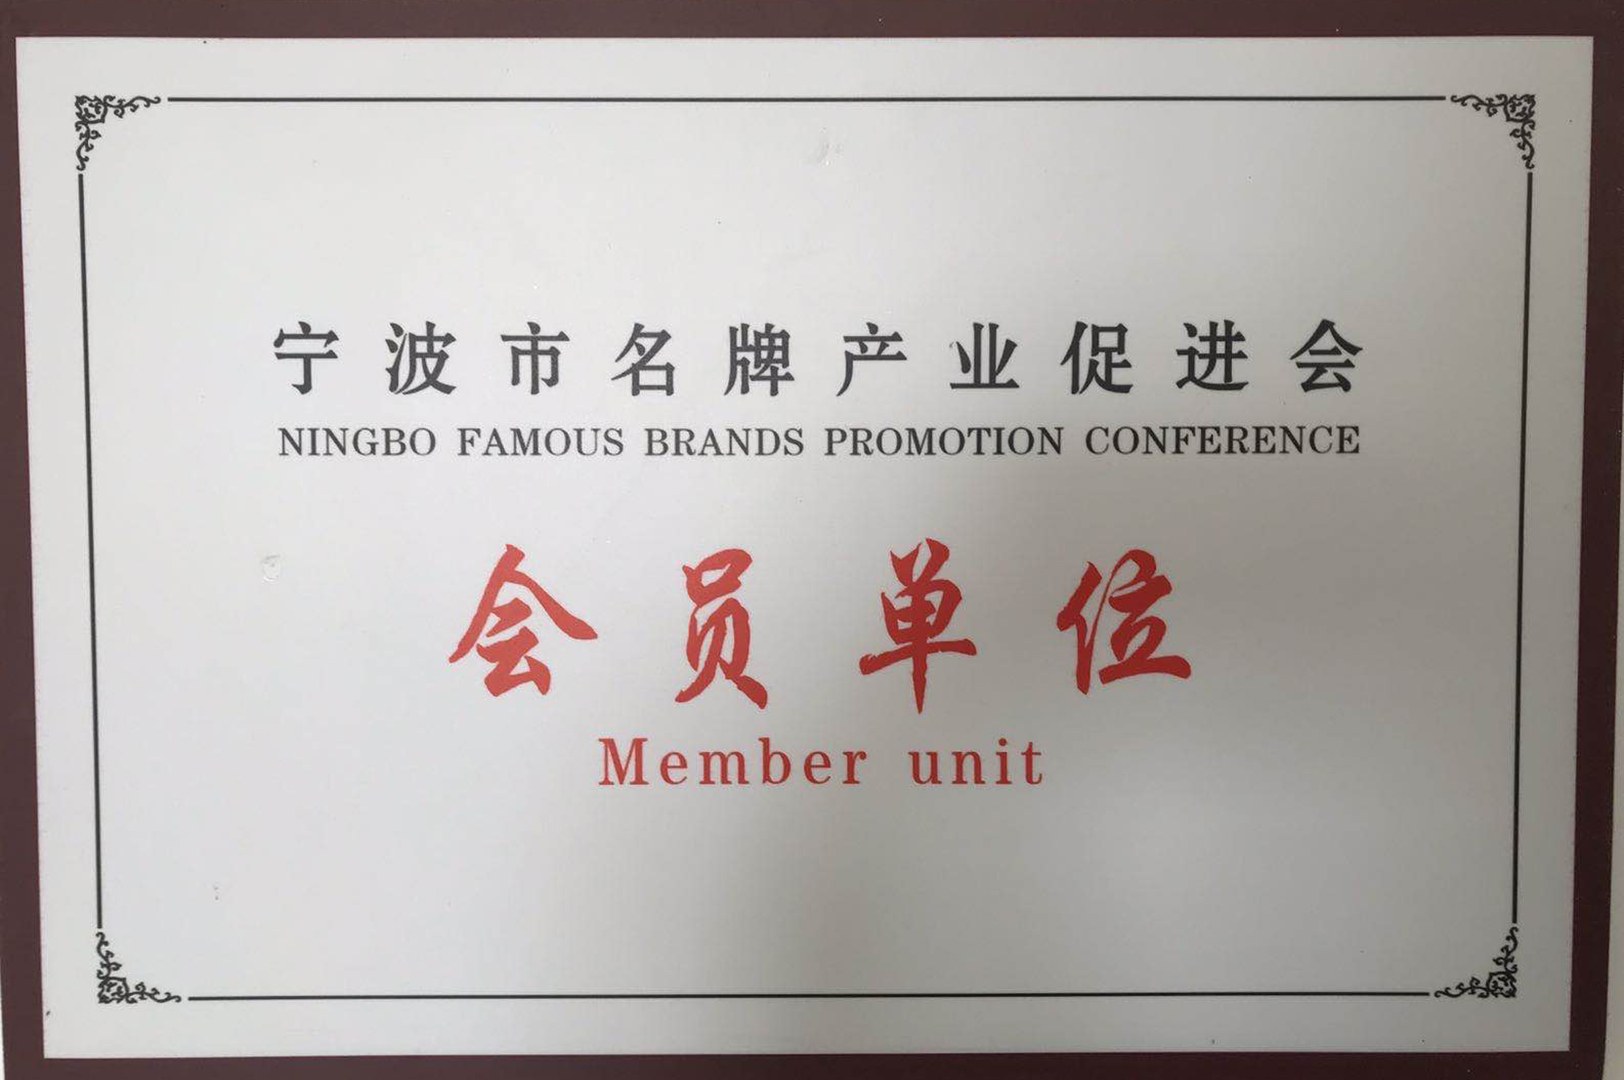 宁波市名牌产业促进会
NINGBO FAMOUS BRANDS PROMOTION CONFERENCE
会员单位
Member unit